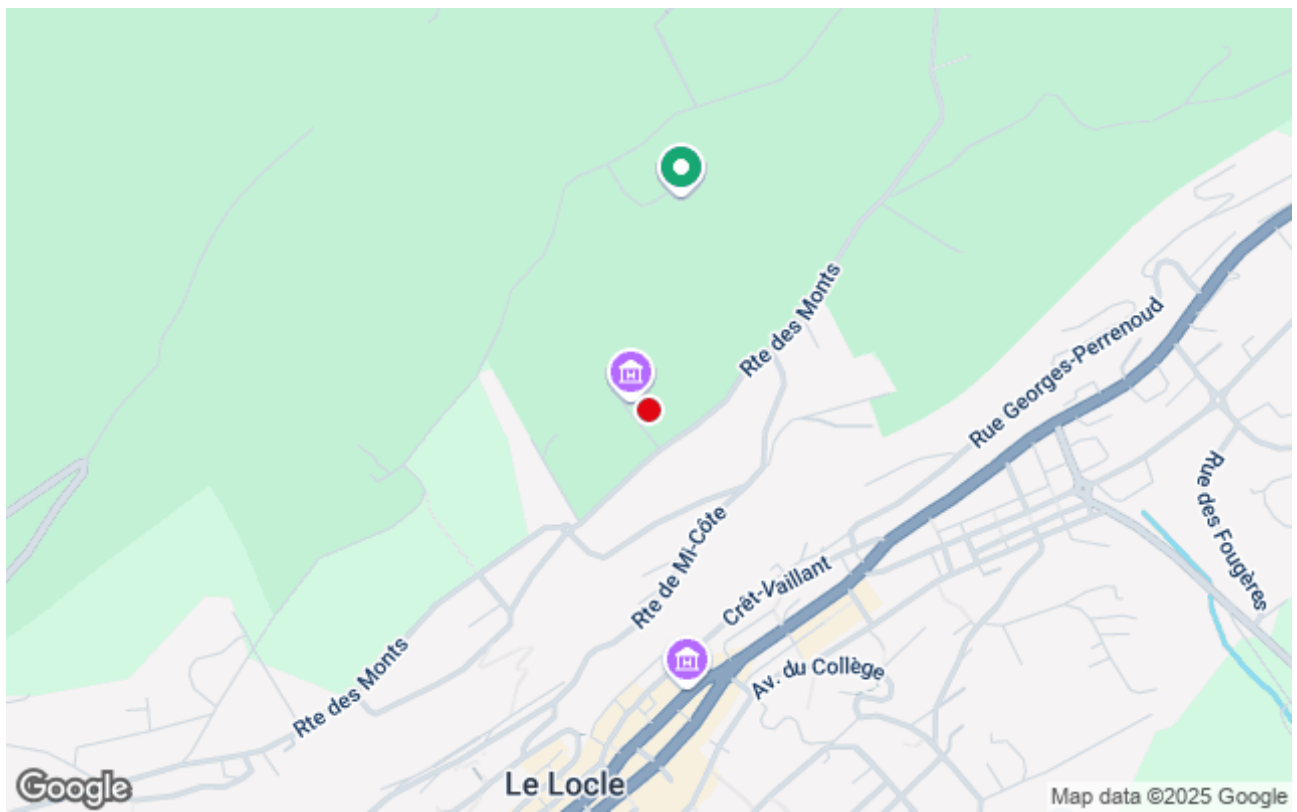 Rte des Monts
Rue Georges-Perrenoud
Rue des Fougères
Rte de Mi-Côte
Crêt-Vaillant
Rte des Monts
Av. du Collège
Le Locle
Google
Map data ©2025 Google